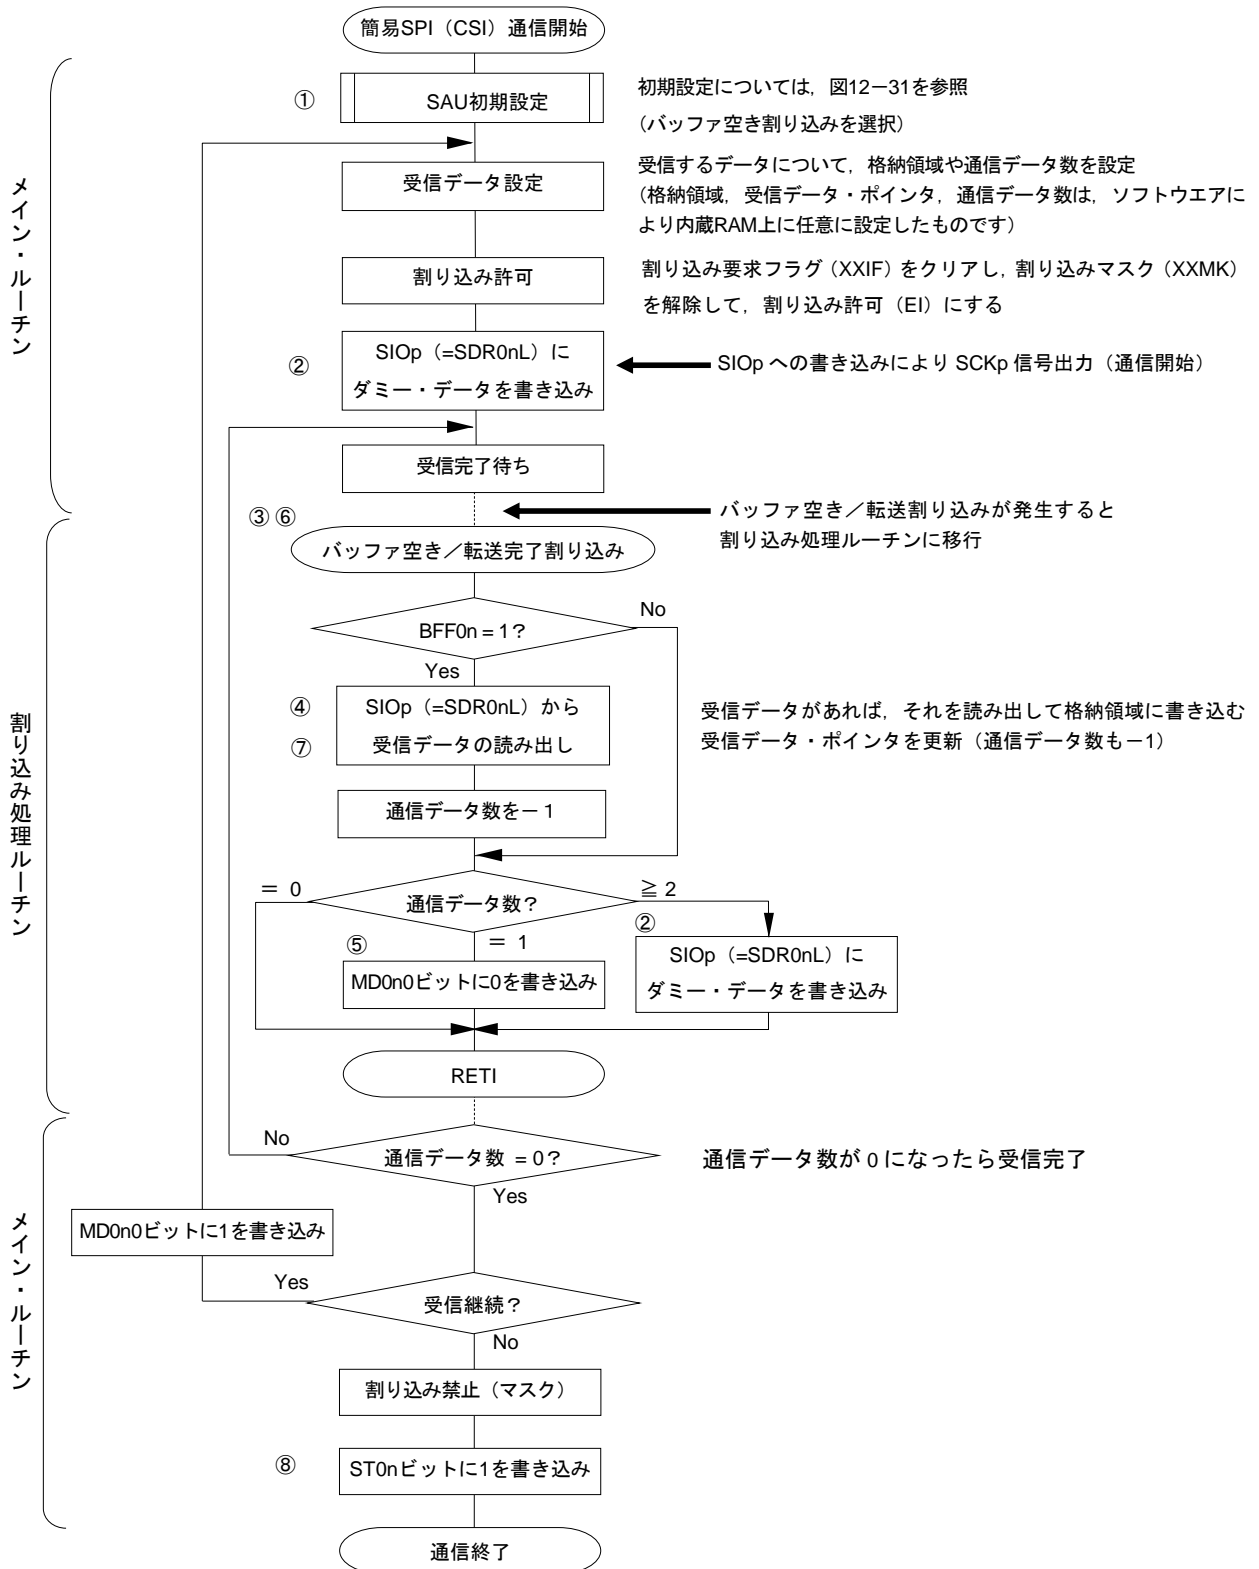 簡易SPI（CSI）通信開始
メイン・ルーチン
①
SAU初期設定
初期設定については，図12－31を参照
（バッファ空き割り込みを選択）
受信データ設定
受信するデータについて，格納領域や通信データ数を設定
（格納領域，受信データ・ポインタ，通信データ数は，ソフトウエアに
より内蔵RAM上に任意に設定したものです）
割り込み許可
割り込み要求フラグ（XXIF）をクリアし，割り込みマスク（XXMK）
を解除して，割り込み許可（EI）にする
②
SIOp（=SDR0nL）に
ダミー・データを書き込み
SIOp への書き込みにより SCKp 信号出力（通信開始）
受信完了待ち
③ ⑥
バッファ空き／転送割り込みが発生すると
割り込み処理ルーチンに移行
割り込み処理ルーチン
バッファ空き／転送完了割り込み
BFF0n = 1？
No
Yes
④
⑦
SIOp（=SDR0nL）から
受信データの読み出し
受信データがあれば，それを読み出して格納領域に書き込む
受信データ・ポインタを更新（通信データ数も－1）
通信データ数を－ 1
通信データ数？
＝ 0
≧ 2
＝ 1
⑤
MD0n0ビットに0を書き込み
②
SIOp（=SDR0nL）に
ダミー・データを書き込み
RETI
メイン・ルーチン
通信データ数 = 0？
No
Yes
通信データ数が 0 になったら受信完了
MD0n0ビットに1を書き込み
受信継続？
Yes
No
割り込み禁止（マスク）
⑧
ST0nビットに1を書き込み
通信終了